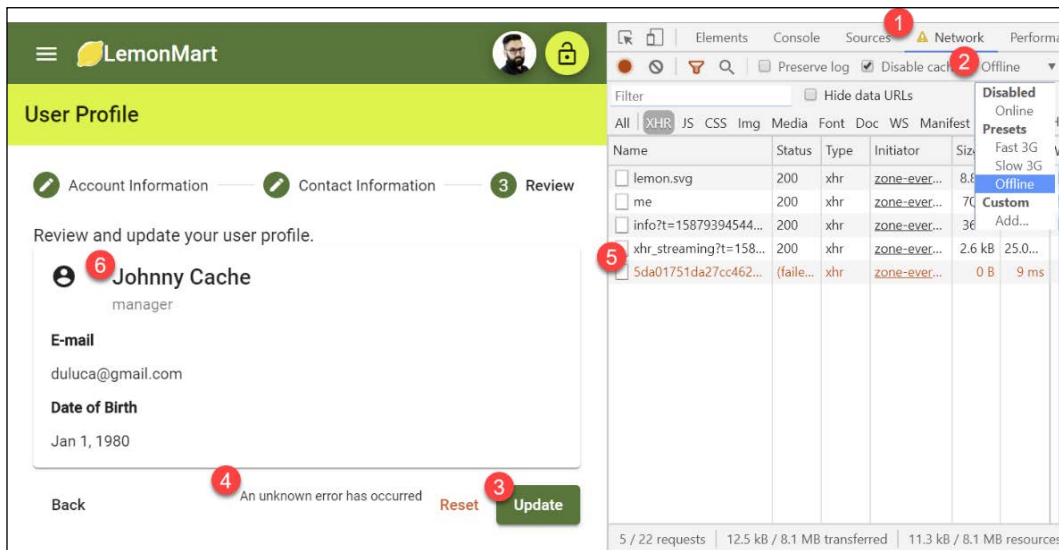 LemonMart
User Profile
Account Information
Contact Information
3 Review
Review and update your user profile.
6
Johnny Cache
manager
E-mail
duluca@gmail.com
Date of Birth
Jan 1, 1980
4
3
Back An unknown error has occurred Reset Update
1
Elements Console Sources Network Performa
2
Preserve log Disable cach Offline
Filter Hide data URLs
All XHR JS CSS Img Media Font Doc WS Manifest
Disabled
Online
Presets
Fast 3G
Slow 3G
Offline
Custom
Add...
Name Status Type Initiator Siz
lemon.svg 200 xhr zone-ever... 8.8
me 200 xhr zone-ever... 70
info?t=15879394544... 200 xhr zone-ever... 36
5
xhr_streaming?t=158... 200 xhr zone-ever... 2.6 kB 25.0...
5da01751da27cc462... (faile... xhr zone-ever... 0 B 9 ms
5 / 22 requests 12.5 kB / 8.1 MB transferred 11.3 kB / 8.1 MB resources